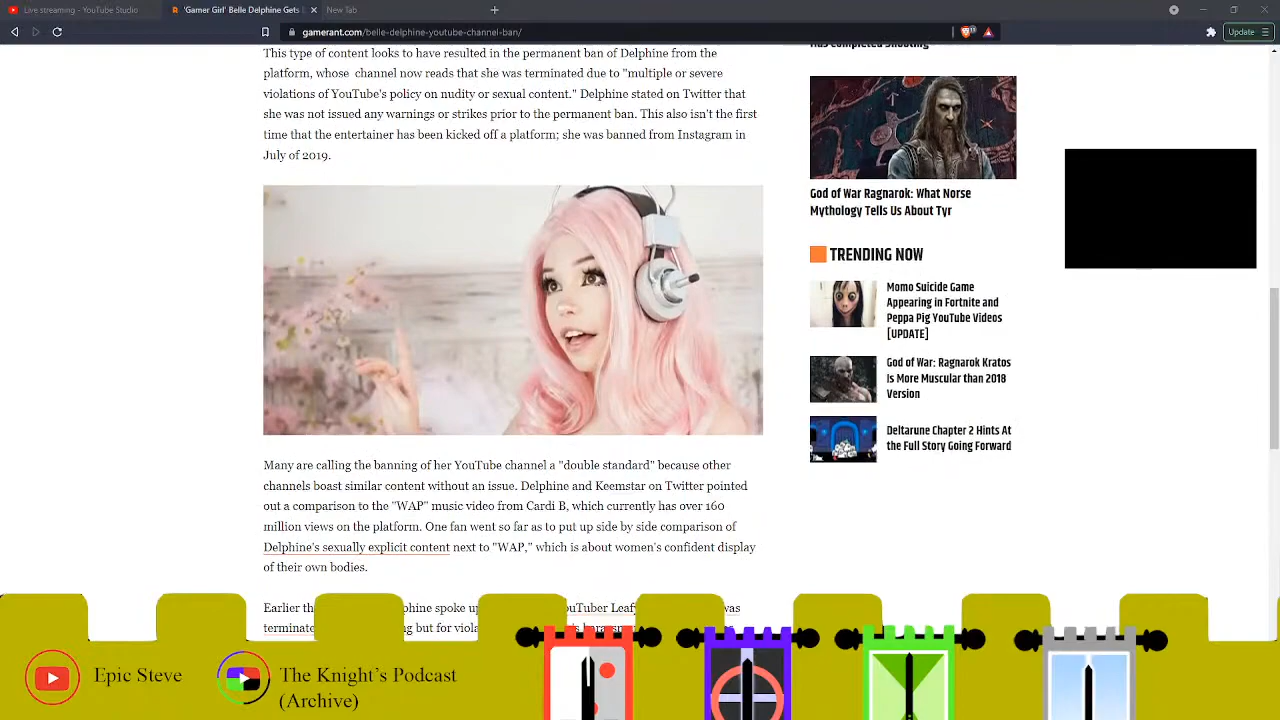 Live streaming - YouTube Studio
'Gamer Girl' Belle Delphine Gets
New Tab
gamerant.com/belle-delphine-youtube-channel-ban/
Update
This type of content looks to have resulted in the permanent ban of Delphine from the
platform, whose channel now reads that she was terminated due to "multiple or severe
violations of YouTube's policy on nudity or sexual content." Delphine stated on Twitter that
she was not issued any warnings or strikes prior to the permanent ban. This also isn't the first
time that the entertainer has been kicked off a platform; she was banned from Instagram in
July of 2019.
Many are calling the banning of her YouTube channel a "double standard" because other
channels boast similar content without an issue. Delphine and Keemstar on Twitter pointed
out a comparison to the "WAP" music video from Cardi B, which currently has over 160
million views on the platform. One fan went so far as to put up side by side comparison of
Delphine's sexually explicit content next to "WAP," which is about women's confident display
of their own bodies.
Earlier th
phine spoke up
ouTuber Leafy
was
terminate
ng but for viola
Has Completed Shooting
God of War Ragnarok: What Norse
Mythology Tells Us About Tyr
TRENDING NOW
Momo Suicide Game
Appearing in Fortnite and
Peppa Pig YouTube Videos
[UPDATE]
God of War: Ragnarok Kratos
Is More Muscular than 2018
Version
Deltarune Chapter 2 Hints At
the Full Story Going Forward
Epic Steve
The Knight's Podcast
(Archive)